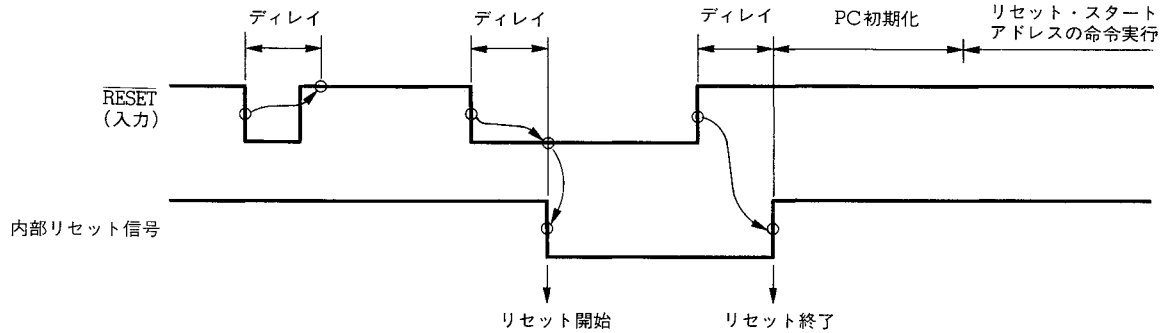 ディレイ
ディレイ
ディレイ
PC初期化
リセット・スタート
アドレスの命令実行
RESET
(入力)
内部リセット信号
リセット開始
リセット終了